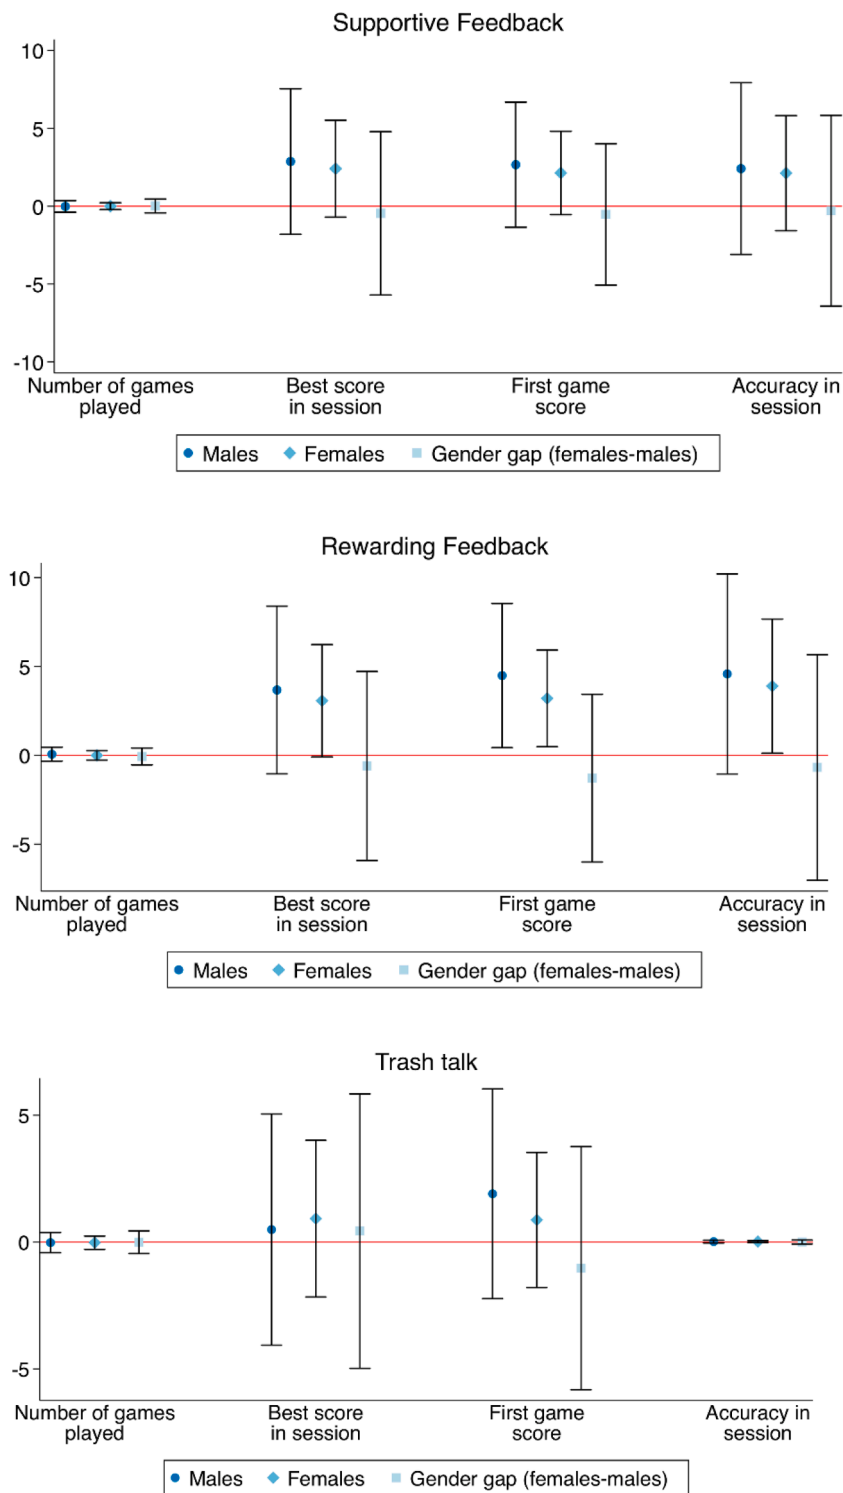 Supportive Feedback
10
5
0
-5
-10
Number of games played
Best score in session
First game score
Accuracy in session
Males Females Gender gap (females-males)
Rewarding Feedback
10
5
0
-5
Number of games played
Best score in session
First game score
Accuracy in session
Males Females Gender gap (females-males)
Trash talk
5
0
-5
Number of games played
Best score in session
First game score
Accuracy in session
Males Females Gender gap (females-males)